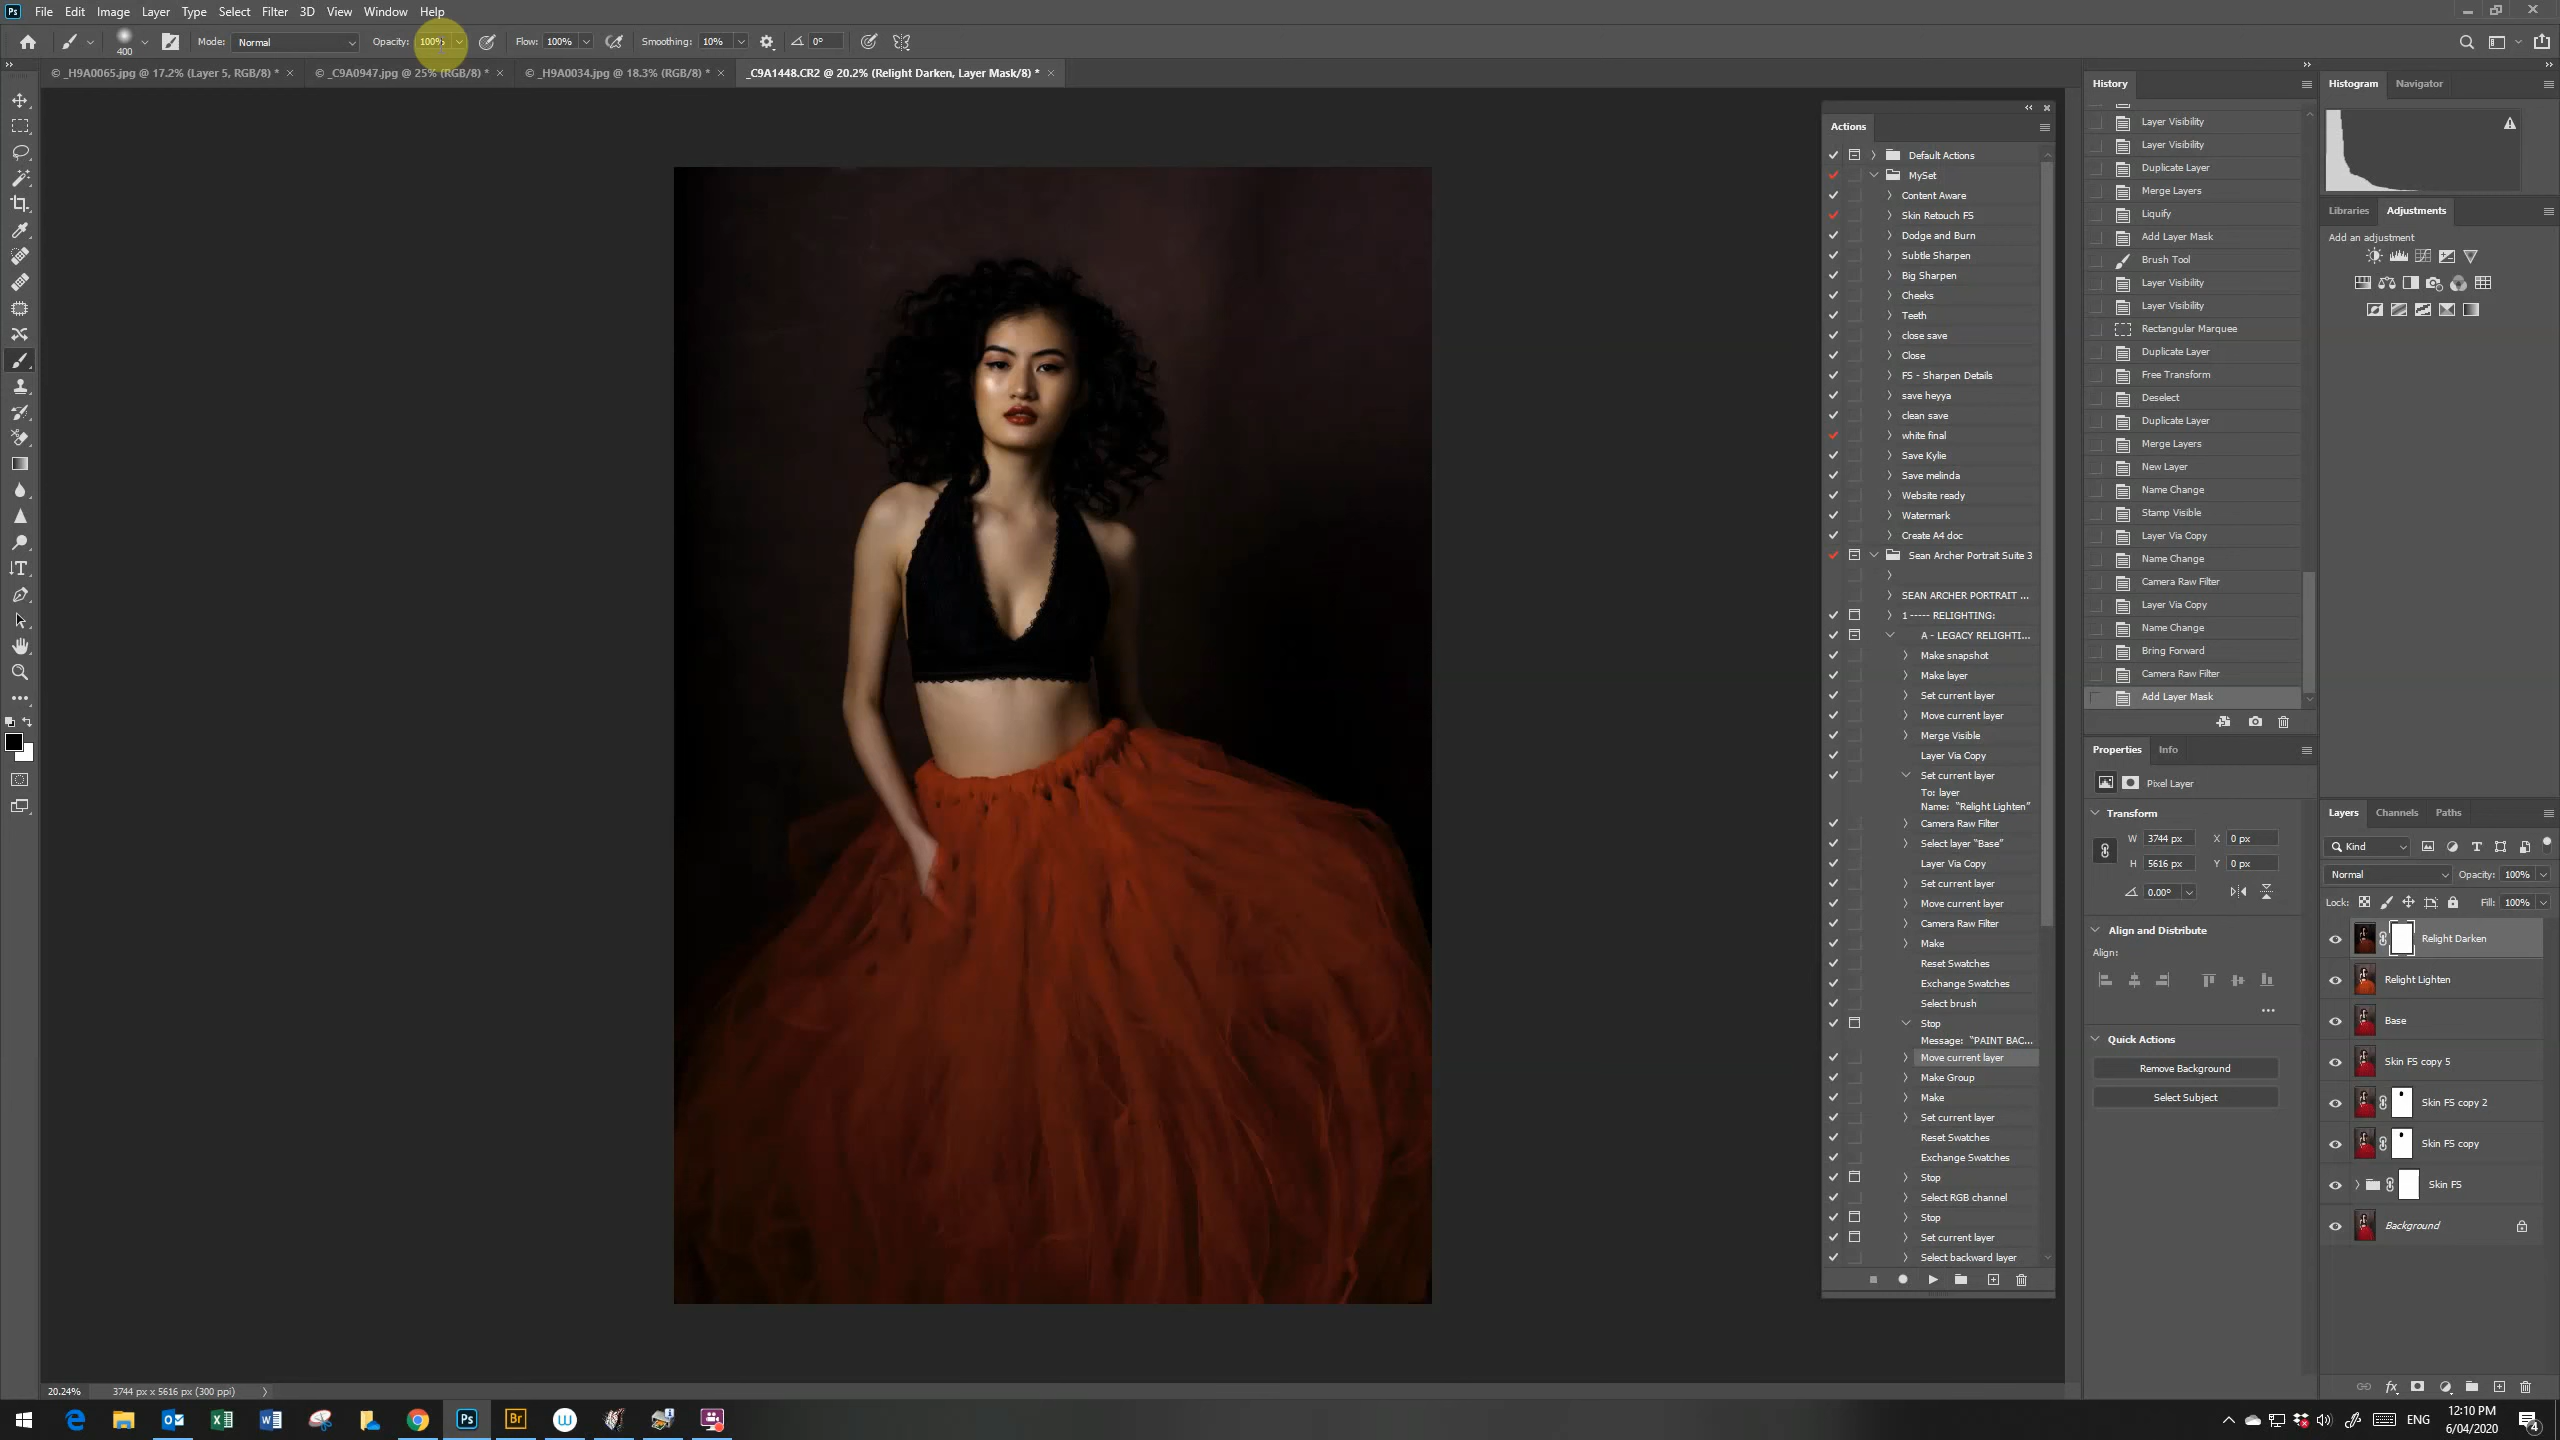 Ps File Edit Image Layer Type Select Filter 3D View Window Help
400 Mode: Normal Opacity: 100% Flow: 100% Smoothing: 10% 0°
© _H9A0065.jpg @ 17.2% (Layer 5, RGB/8) * © _C9A0947.jpg @ 25% (RGB/8) * © _H9A0034.jpg @ 18.3% (RGB/8) * _C9A1448.CR2 @ 20.2% (Relight Darken, Layer Mask/8) *
Actions
Default Actions
MySet
Content Aware
Skin Retouch FS
Dodge and Burn
Subtle Sharpen
Big Sharpen
Cheeks
Teeth
close save
Close
FS - Sharpen Details
save heyya
clean save
white final
Save Kylie
Save melinda
Website ready
Watermark
Create A4 doc
Sean Archer Portrait Suite 3
SEAN ARCHER PORTRAIT ...
1 ----- RELIGHTING:
A - LEGACY RELIGHTI...
Make snapshot
Make layer
Set current layer
Move current layer
Merge Visible
Layer Via Copy
Set current layer
To: layer
Name: "Relight Lighten"
Camera Raw Filter
Select layer "Base"
Layer Via Copy
Set current layer
Move current layer
Camera Raw Filter
Make
Reset Swatches
Exchange Swatches
Select brush
Stop
Message: "PAINT BAC...
Move current layer
Make Group
Make
Set current layer
Reset Swatches
Exchange Swatches
Stop
Select RGB channel
Stop
Set current layer
Select backward layer
History
Layer Visibility
Layer Visibility
Duplicate Layer
Merge Layers
Liquify
Add Layer Mask
Brush Tool
Layer Visibility
Layer Visibility
Rectangular Marquee
Duplicate Layer
Free Transform
Deselect
Duplicate Layer
Merge Layers
New Layer
Name Change
Stamp Visible
Layer Via Copy
Name Change
Camera Raw Filter
Layer Via Copy
Name Change
Bring Forward
Camera Raw Filter
Add Layer Mask
Properties Info
Pixel Layer
Transform
W 3744 px X 0 px
H 5616 px Y 0 px
0.00°
Align and Distribute
Align:
Quick Actions
Remove Background
Select Subject
Histogram Navigator
Libraries Adjustments
Add an adjustment
Layers Channels Paths
Kind
Normal Opacity: 100%
Lock: Fill: 100%
Relight Darken
Relight Lighten
Base
Skin FS copy 5
Skin FS copy 2
Skin FS copy
Skin FS
Background
fx
20.24% 3744 px x 5616 px (300 ppi)
Ps Br
ENG
12:10 PM
6/04/2020
4